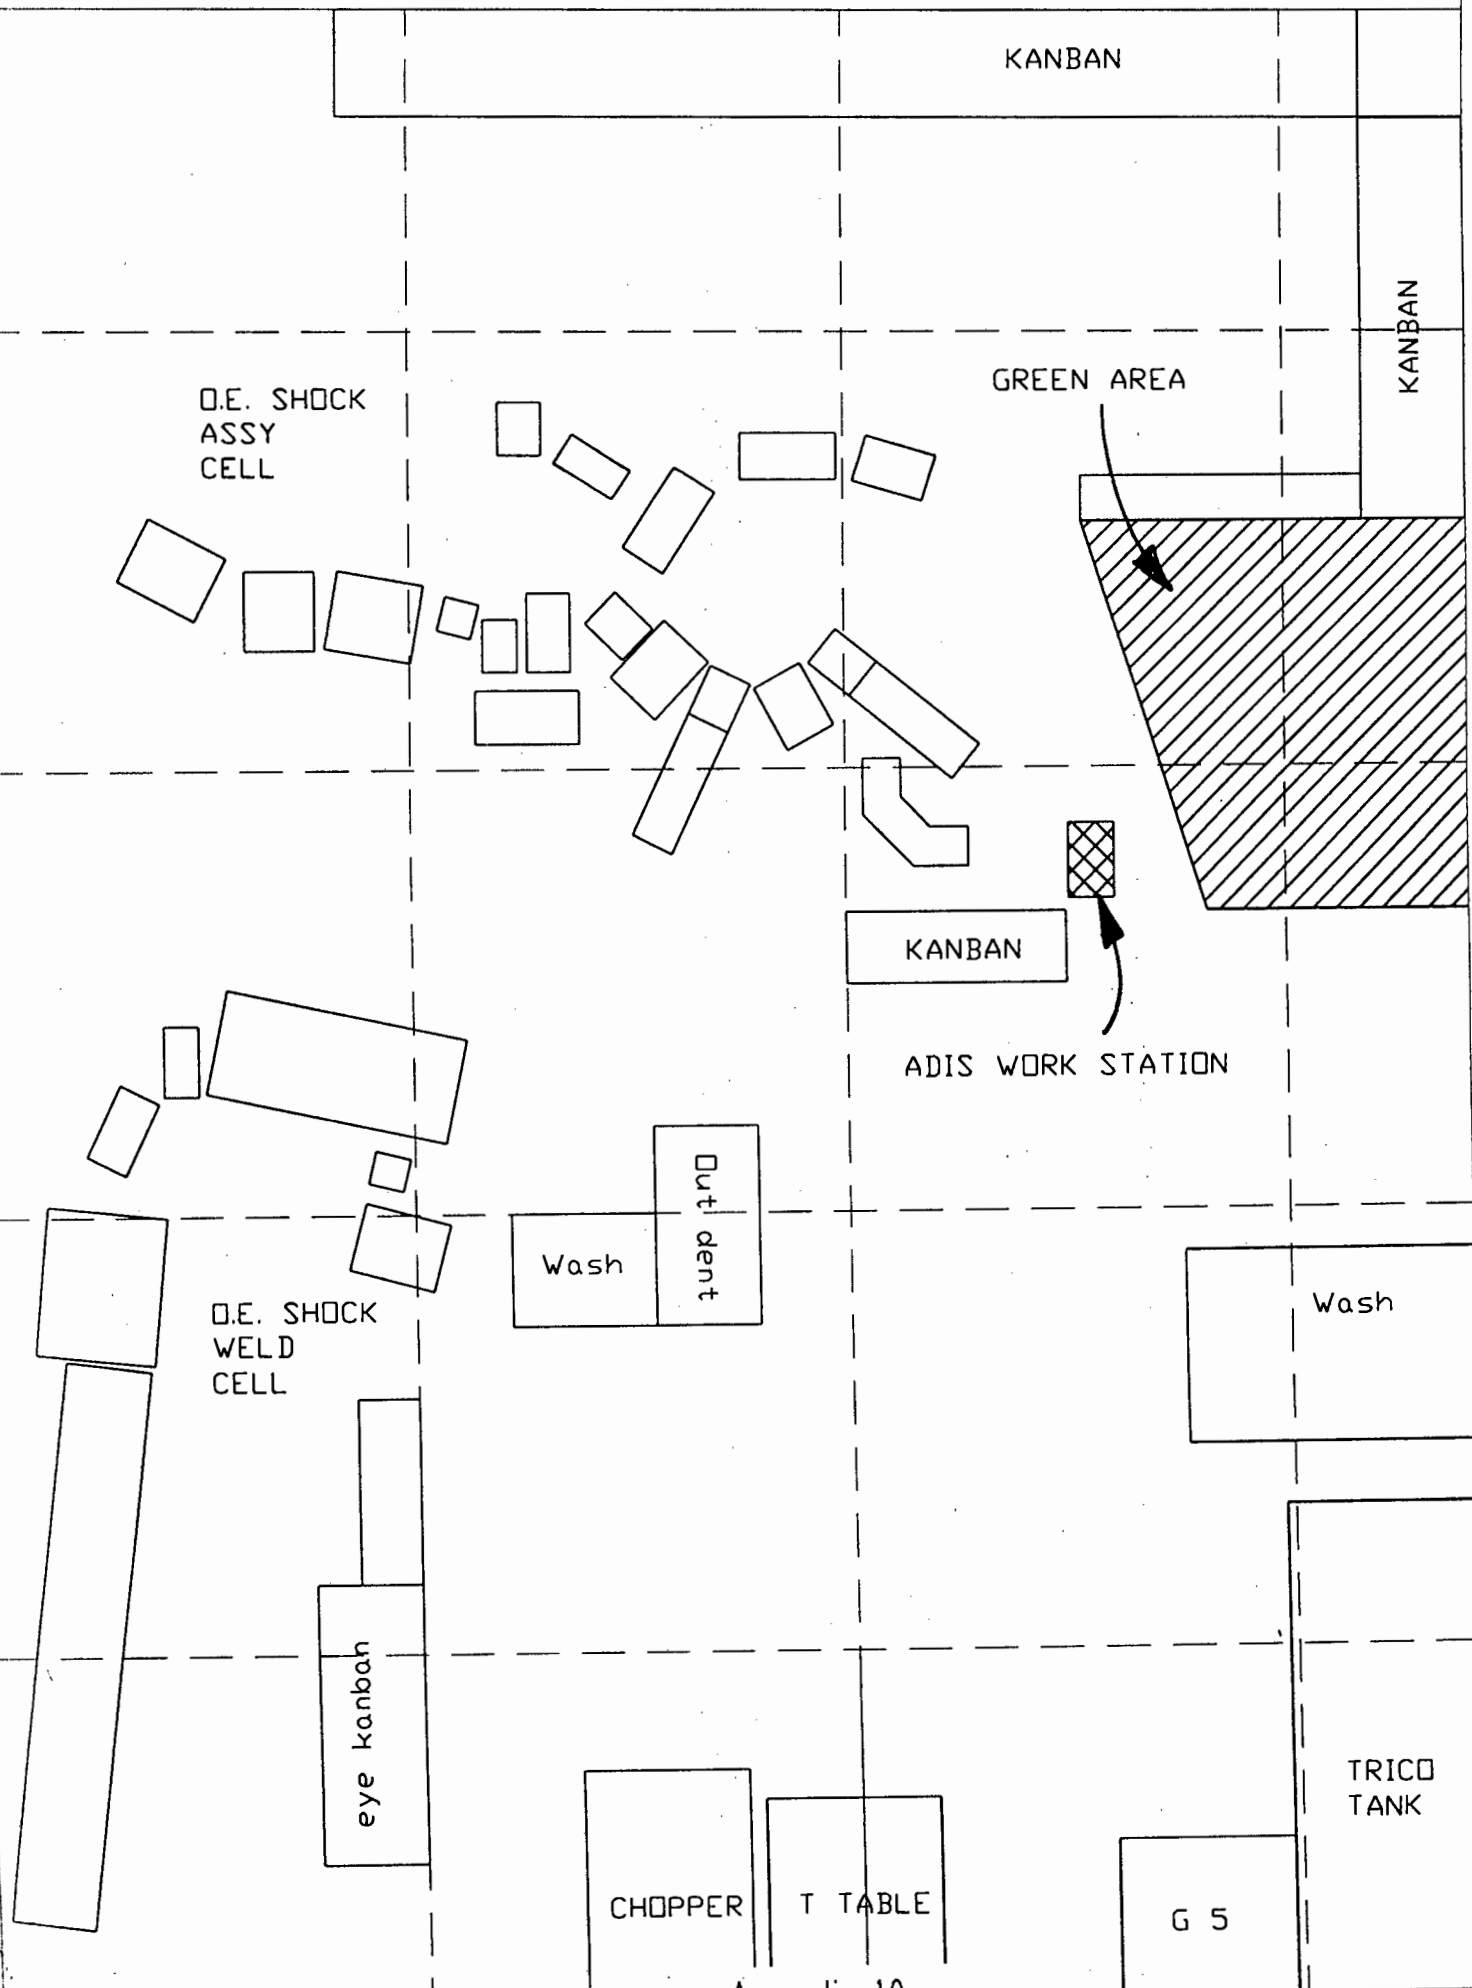 KANBAN
KANBAN
GREEN AREA
O.E. SHOCK
ASSY
CELL
KANBAN
ADIS WORK STATION
Out dent
Wash
Wash
O.E. SHOCK
WELD
CELL
eye kanban
TRICO
TANK
CHOPPER
T TABLE
G 5